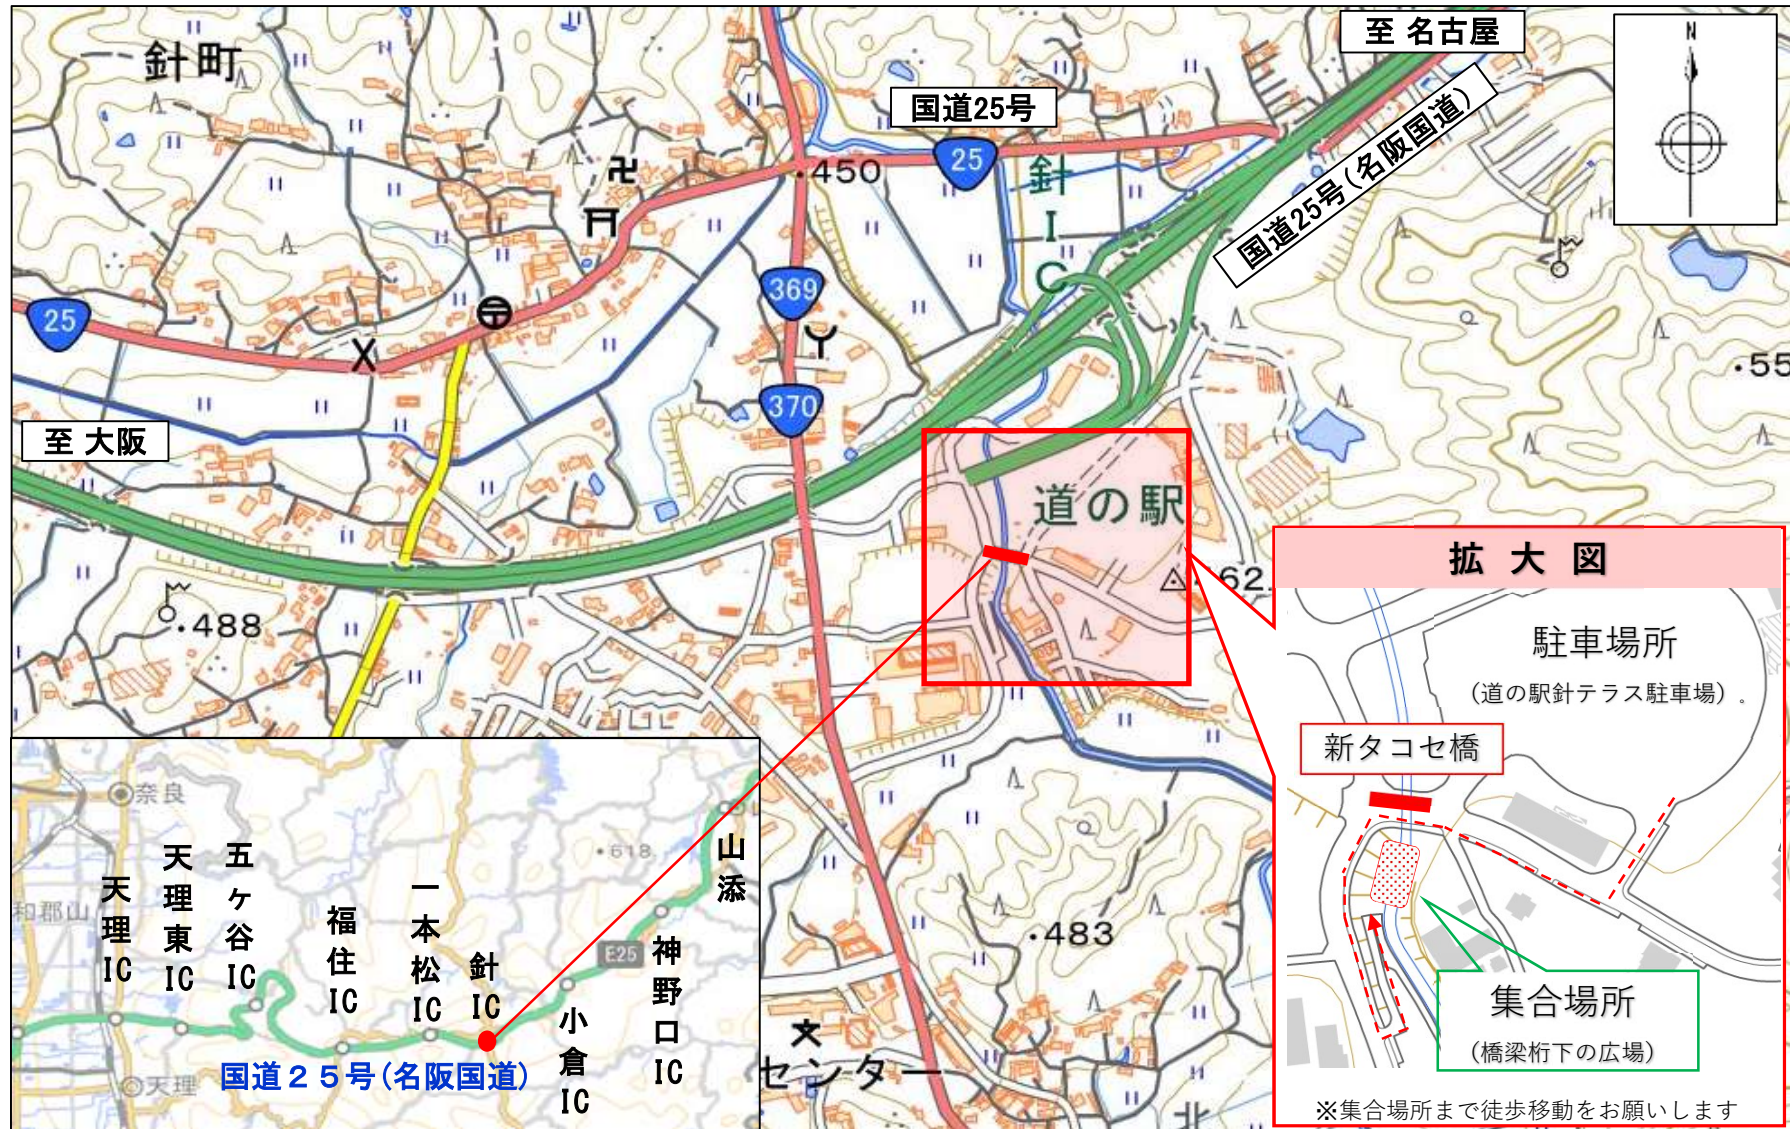 針町
至 名古屋
N
国道25号
25
450
針IC
国道25号(名阪国道)
25
369
370
至 大阪
55
道の駅
62
488
拡大図
駐車場所
(道の駅針テラス駐車場)
新タコセ橋
集合場所
(橋梁桁下の広場)
※集合場所まで徒歩移動をお願いします
奈良
618
和郡山
天理
天理IC
天理東IC
五ヶ谷IC
福住IC
一本松IC
針IC
小倉IC
神野口IC
山添
E25
国道25号(名阪国道)
483
文
センター
北